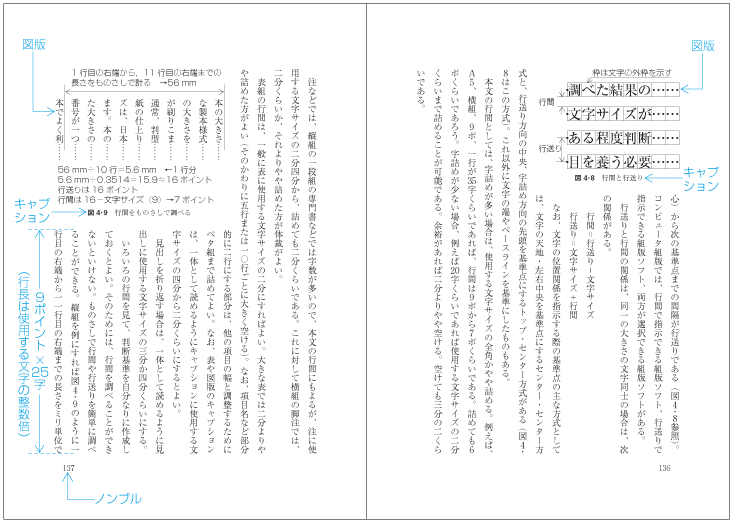 図版
枠は文字の外枠を示す
調べた結果の……
文字サイズが……
ある程度判断……
目を養う必要……
行間
行送り
図4・8 行間と行送り
キャプション
心)から次の基準点までの間隔が行送りである(図4・8参照)。
コンピュータ組版では、行間で指示できる組版ソフト、行送りで
指示できる組版ソフト、両方が選択できる組版ソフトがある。
行送りと行間の関係は、同一の大きさの文字同士の場合は、次
の関係がある。
行間=行送り−文字サイズ
行送り=文字サイズ+行間
なお、文字の位置関係を指示する際の基準点の主な方式として
は、文字の天地・左右中央を基準点にするセンター・センター方
式と、行送り方向の中央、字詰め方向の先頭を基準点にするトップ・センター方式がある(図4・
8はこの方式)。これ以外に文字の端やベースラインを基準にしたものもある。
本文の行間としては、字詰めが多い場合は、使用する文字サイズの全角かやや詰める。例えば、
A5、横組、9ポ、一行が35字くらいであれば、行間は9ポから7ポくらいである。詰めても6
ポくらいであろう。字詰めが少ない場合、例えば20字くらいであれば使用する文字サイズの二分
くらいまで詰めることが可能である。余裕があれば二分よりやや空ける。空けても三分の二くら
いである。
136
注などでは、縦組の一段組の専門書などでは字数が多いので、本文の行間にもよるが、注に使
用する文字サイズの二分四分から、詰めても二分くらいである。これに対して横組の脚注では、
二分くらいか、それよりやや詰めた方が体裁がよい。
表組の行間は、一般に表に使用する文字サイズの二分にすればよい。大きな表では二分よりや
や詰めた方がよい(そのかわりに五行または一〇行ごとに大きく空ける)。なお、項目名など部分
的に二行にする部分は、他の項目の幅と調整するために
ベタ組まで詰めてよい。なお、表や図版のキャプション
は、一体として読めるようにキャプションに使用する文
字サイズの四分から二分くらいにするとよい。
見出しを折り返す場合は、一体として読めるように見
出しに使用する文字サイズの三分か四分くらいにする。
いろいろの行間を見て、判断基準を自分なりに作成し
ておくとよい。そのためには、行間を調べることができ
ないといけない。ものさしで行間や行送りを簡単に調べ
ることができる。縦組を例にすれば図4・9のように一
行目の右端から一一行目の右端までの長さをミリ単位で
図版
1行目の右端から,11行目の右端までの
長さをものさしで計る →56mm
本の大きさ……
な製本様式……
の大きさを……
が刷りこま……
通常、判型……
紙の仕上り……
ズは、日本……
ます。本の……
た大きさの……
番号が一つ……
本でよく利……
56mm÷10行=5.6mm ←1行分
5.6mm÷0.3514=15.9≒16ポイント
行送りは16ポイント
行間は16−文字サイズ(9)→7ポイント
図4・9 行間をものさしで調べる
キャプション
9ポイント×25字
(行長は使用する文字の整数倍)
137
ノンブル